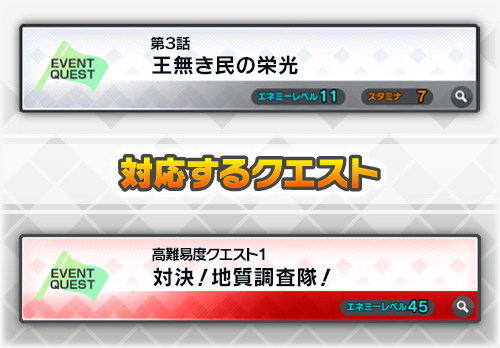 第3話
EVENT
QUEST
王無き民の栄光
エネミーレベル11 スタミナ 7
対応するクエスト
高難易度クエスト1
EVENT
QUEST
対決！地質調査隊！
エネミーレベル45